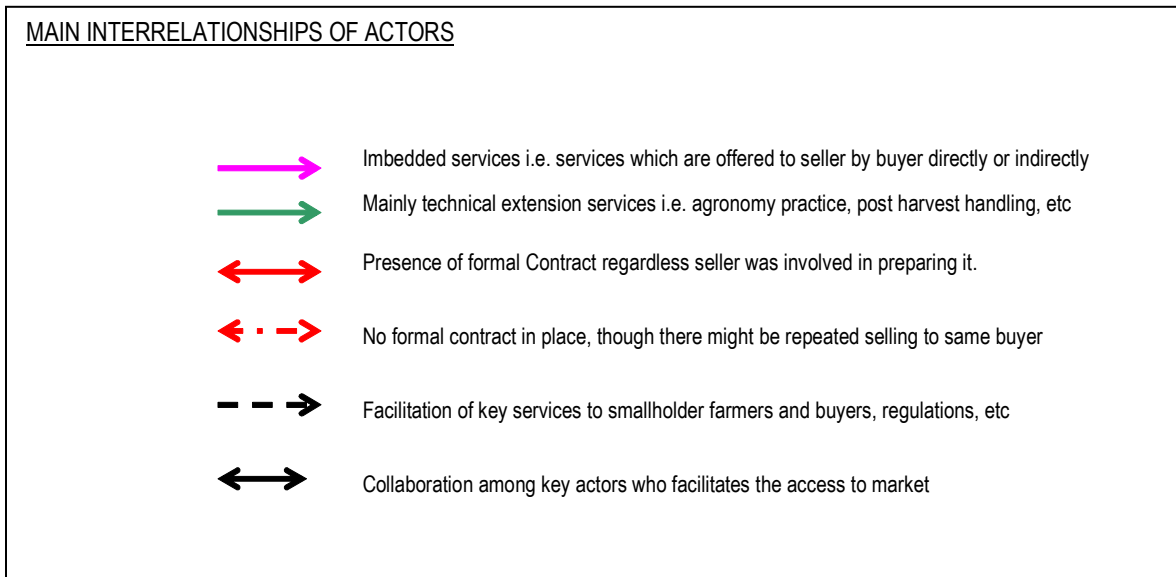 MAIN INTERRELATIONSHIPS OF ACTORS
Imbedded services i.e. services which are offered to seller by buyer directly or indirectly
Mainly technical extension services i.e. agronomy practice, post harvest handling, etc
Presence of formal Contract regardless seller was involved in preparing it.
No formal contract in place, though there might be repeated selling to same buyer
Facilitation of key services to smallholder farmers and buyers, regulations, etc
Collaboration among key actors who facilitates the access to market